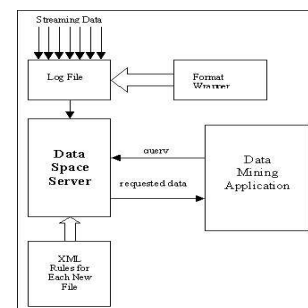 Streaming Data
Log File
Format
Wrapper
Data
Space
Server
query
requested data
Data
Mining
Application
XML
Rules for
Each New
File